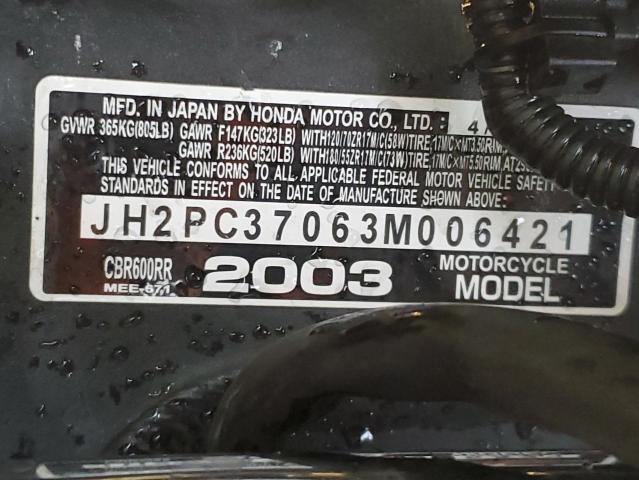 MFD. IN JAPAN BY HONDA MOTOR CO., LTD. : 4
GVWR 365KG(805LB) GAWR F147KG(323LB) WITH120/70ZR17M/C(58W)TIRE,17M/C×MT3.50RIM,
GAWR R236KG(520LB) WITH180/55ZR17M/C(73W)TIRE,17M/C×MT5.50RIM,AT
THIS VEHICLE CONFORMS TO ALL APPLICABLE FEDERAL MOTOR VEHICLE SAFETY
STANDARDS IN EFFECT ON THE DATE OF MANUFACTURE SHOWN ABOVE.
JH2PC37063M006421
CBR600RR 2003 MOTORCYCLE
MEE-671 MODEL